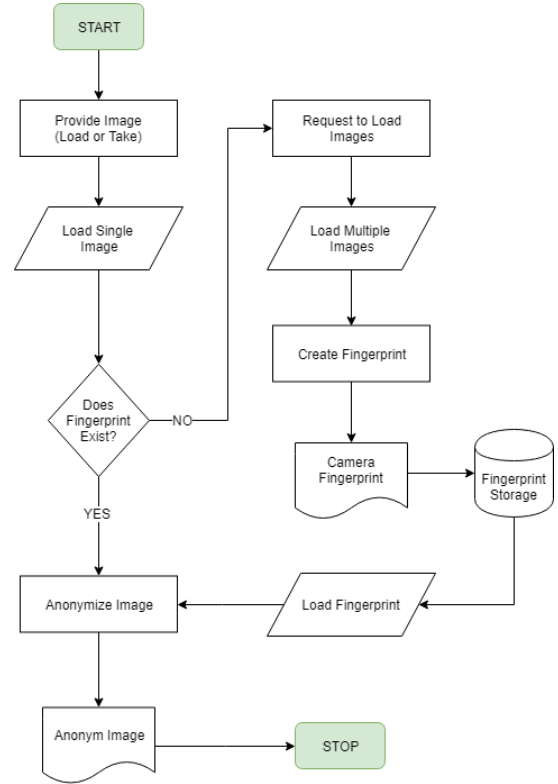 START
Provide Image
(Load or Take)
Load Single
Image
Does
Fingerprint
Exist?
NO
YES
Request to Load
Images
Load Multiple
Images
Create Fingerprint
Camera
Fingerprint
Fingerprint
Storage
Load Fingerprint
Anonymize Image
Anonym Image
STOP